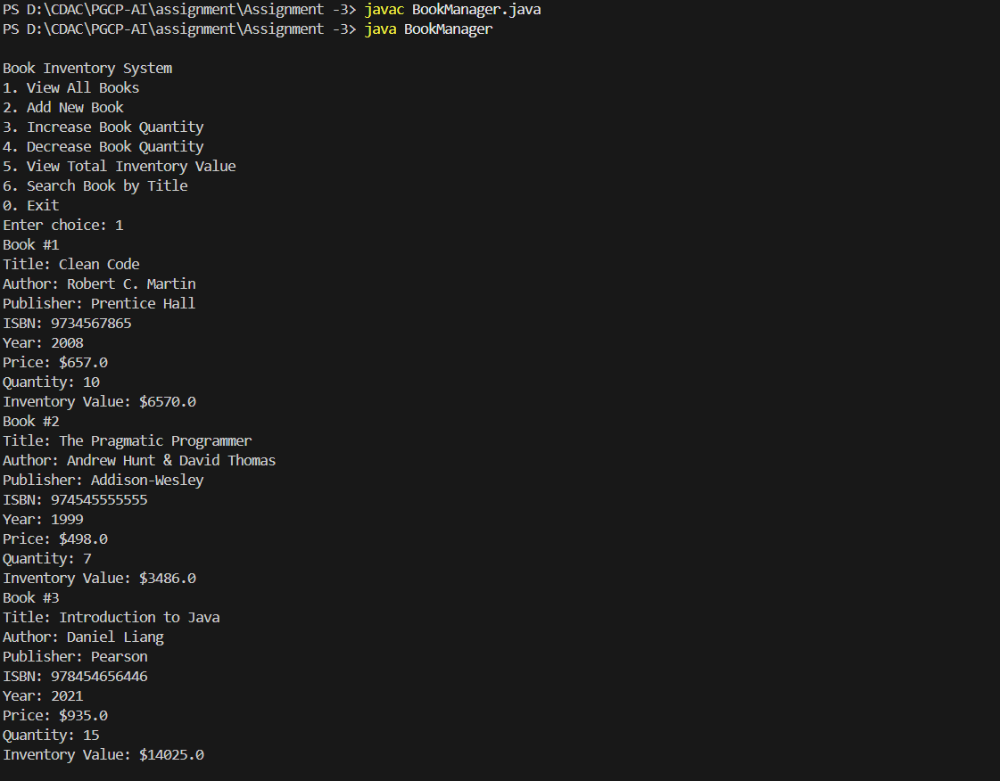 PS D:\CDAC\PGCP-AI\assignment\Assignment -3> javac BookManager.java
PS D:\CDAC\PGCP-AI\assignment\Assignment -3> java BookManager
Book Inventory System
1. View All Books
2. Add New Book
3. Increase Book Quantity
4. Decrease Book Quantity
5. View Total Inventory Value
6. Search Book by Title
0. Exit
Enter choice: 1
Book #1
Title: Clean Code
Author: Robert C. Martin
Publisher: Prentice Hall
ISBN: 9734567865
Year: 2008
Price: $657.0
Quantity: 10
Inventory Value: $6570.0
Book #2
Title: The Pragmatic Programmer
Author: Andrew Hunt & David Thomas
Publisher: Addison-Wesley
ISBN: 974545555555
Year: 1999
Price: $498.0
Quantity: 7
Inventory Value: $3486.0
Book #3
Title: Introduction to Java
Author: Daniel Liang
Publisher: Pearson
ISBN: 978454656446
Year: 2021
Price: $935.0
Quantity: 15
Inventory Value: $14025.0